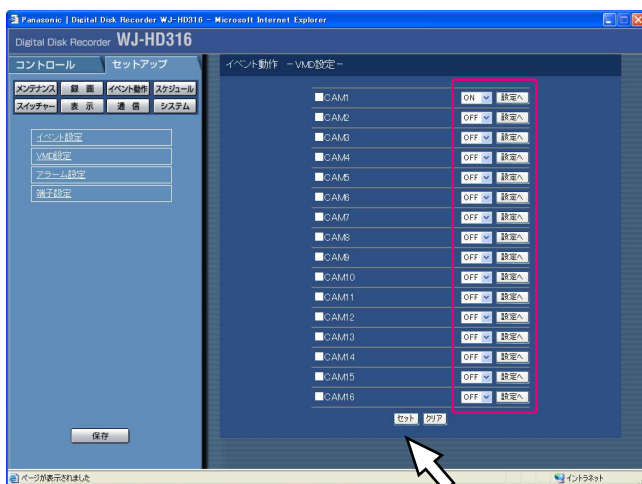 Panasonic | Digital Disk Recorder WJ-HD316 - Microsoft Internet Explorer
Digital Disk Recorder WJ-HD316
コントロール セットアップ
メンテナンス 録 画 イベント動作 スケジュール
スイッチャー 表 示 通 信 システム
イベント設定
VMD設定
アラーム設定
端子設定
保存
イベント動作 －VMD設定－
CAM1 ON 設定へ
CAM2 OFF 設定へ
CAM3 OFF 設定へ
CAM4 OFF 設定へ
CAM5 OFF 設定へ
CAM6 OFF 設定へ
CAM7 OFF 設定へ
CAM8 OFF 設定へ
CAM9 OFF 設定へ
CAM10 OFF 設定へ
CAM11 OFF 設定へ
CAM12 OFF 設定へ
CAM13 OFF 設定へ
CAM14 OFF 設定へ
CAM15 OFF 設定へ
CAM16 OFF 設定へ
セット クリア
ページが表示されました イントラネット